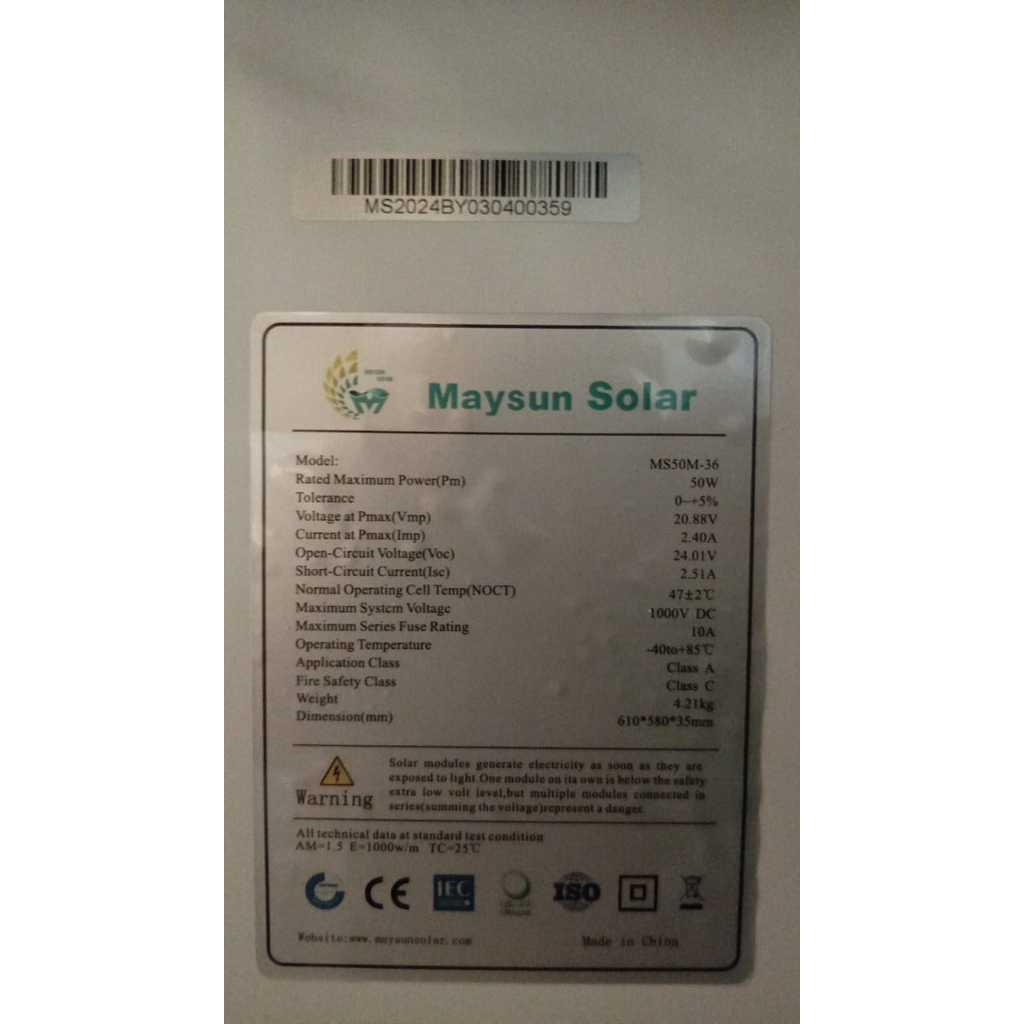 MS2024BY030400359
Maysun Solar
Model: MS50M-36
Rated Maximum Power(Pm) 50W
Tolerance 0~+5%
Voltage at Pmax(Vmp) 20.88V
Current at Pmax(Imp) 2.40A
Open-Circuit Voltage(Voc) 24.01V
Short-Circuit Current(Isc) 2.51A
Normal Operating Cell Temp(NOCT) 47±2℃
Maximum System Voltage 1000V DC
Maximum Series Fuse Rating 10A
Operating Temperature -40to+85℃
Application Class Class A
Fire Safety Class Class C
Weight 4.21kg
Dimension(mm) 610*580*35mm
Warning
Solar modules generate electricity as soon as they are
exposed to light.One module on its own is below the safety
extra low volt level,but multiple modules connected in
series(summing the voltage)represent a danger.
All technical data at standard test condition
AM=1.5 E=1000w/m TC=25℃
CE IEC ISO
Website:www.maysunsolar.com Made in China